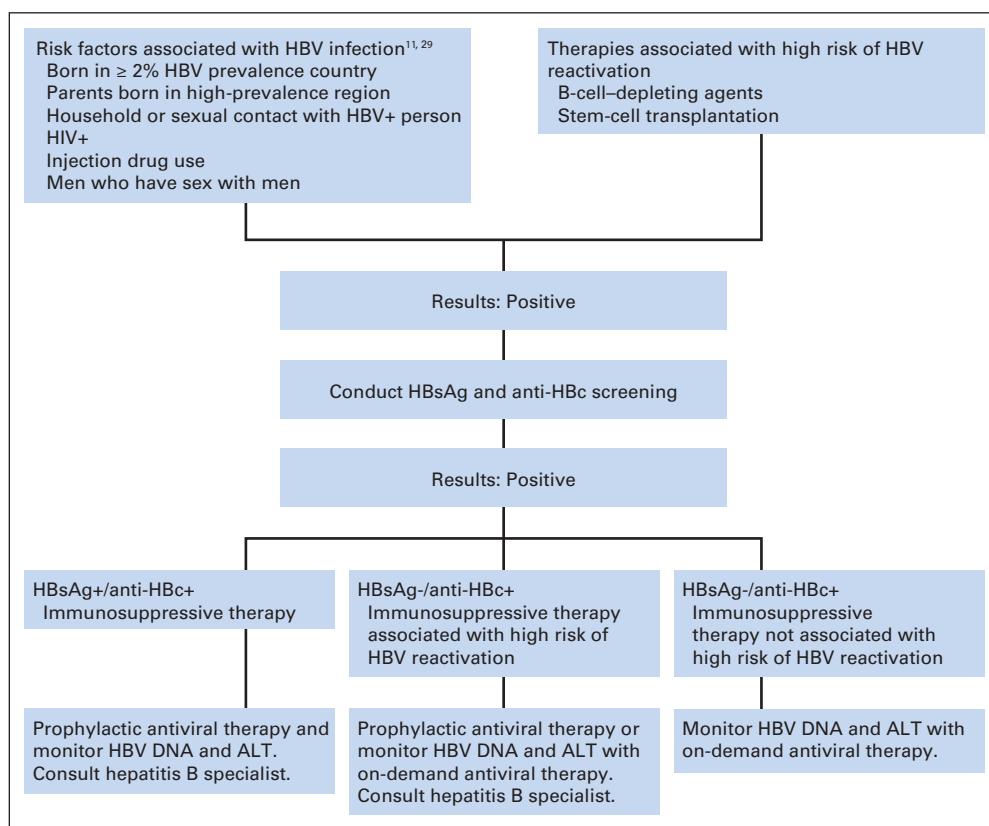 Risk factors associated with HBV infection11, 29
Born in ≥ 2% HBV prevalence country
Parents born in high-prevalence region
Household or sexual contact with HBV+ person
HIV+
Injection drug use
Men who have sex with men
Therapies associated with high risk of HBV
reactivation
B-cell–depleting agents
Stem-cell transplantation
Results: Positive
Conduct HBsAg and anti-HBc screening
Results: Positive
HBsAg+/anti-HBc+
Immunosuppressive therapy
HBsAg-/anti-HBc+
Immunosuppressive therapy
associated with high risk of
HBV reactivation
HBsAg-/anti-HBc+
Immunosuppressive
therapy not associated with
high risk of HBV reactivation
Prophylactic antiviral therapy and
monitor HBV DNA and ALT.
Consult hepatitis B specialist.
Prophylactic antiviral therapy or
monitor HBV DNA and ALT with
on-demand antiviral therapy.
Consult hepatitis B specialist.
Monitor HBV DNA and ALT with
on-demand antiviral therapy.